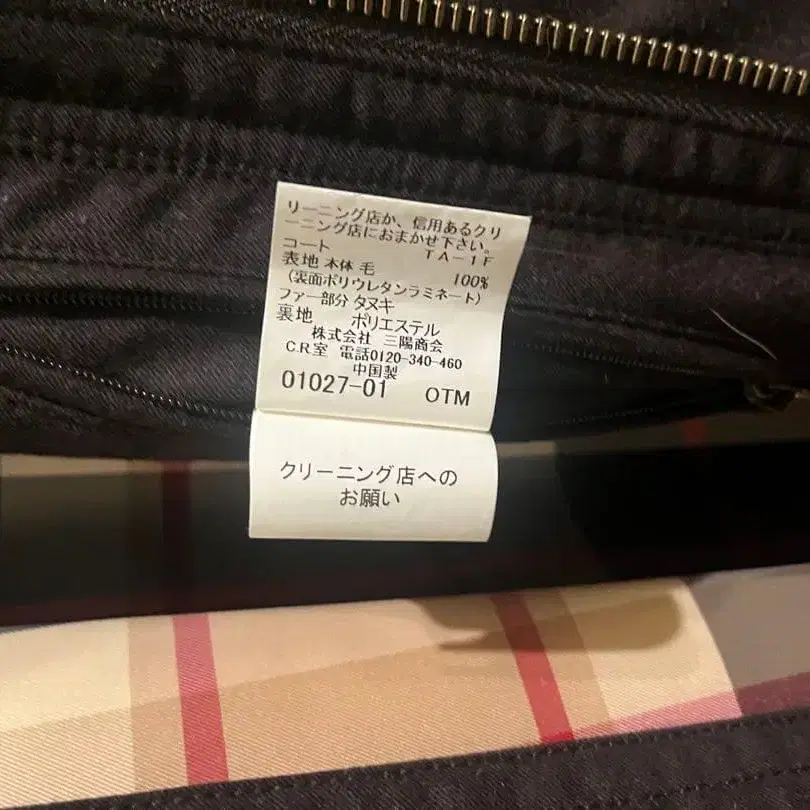 リーニング店か、信用あるクリ
ーニング店におまかせ下さい。
コート TA-1F
表地 本体 毛 100%
(裏面ポリウレタンラミネート)
ファー部分 タヌキ
裏地 ポリエステル
株式会社 三陽商会
C.R室 電話0120-340-460
中国製
01027-01 OTM
クリーニング店への
お願い